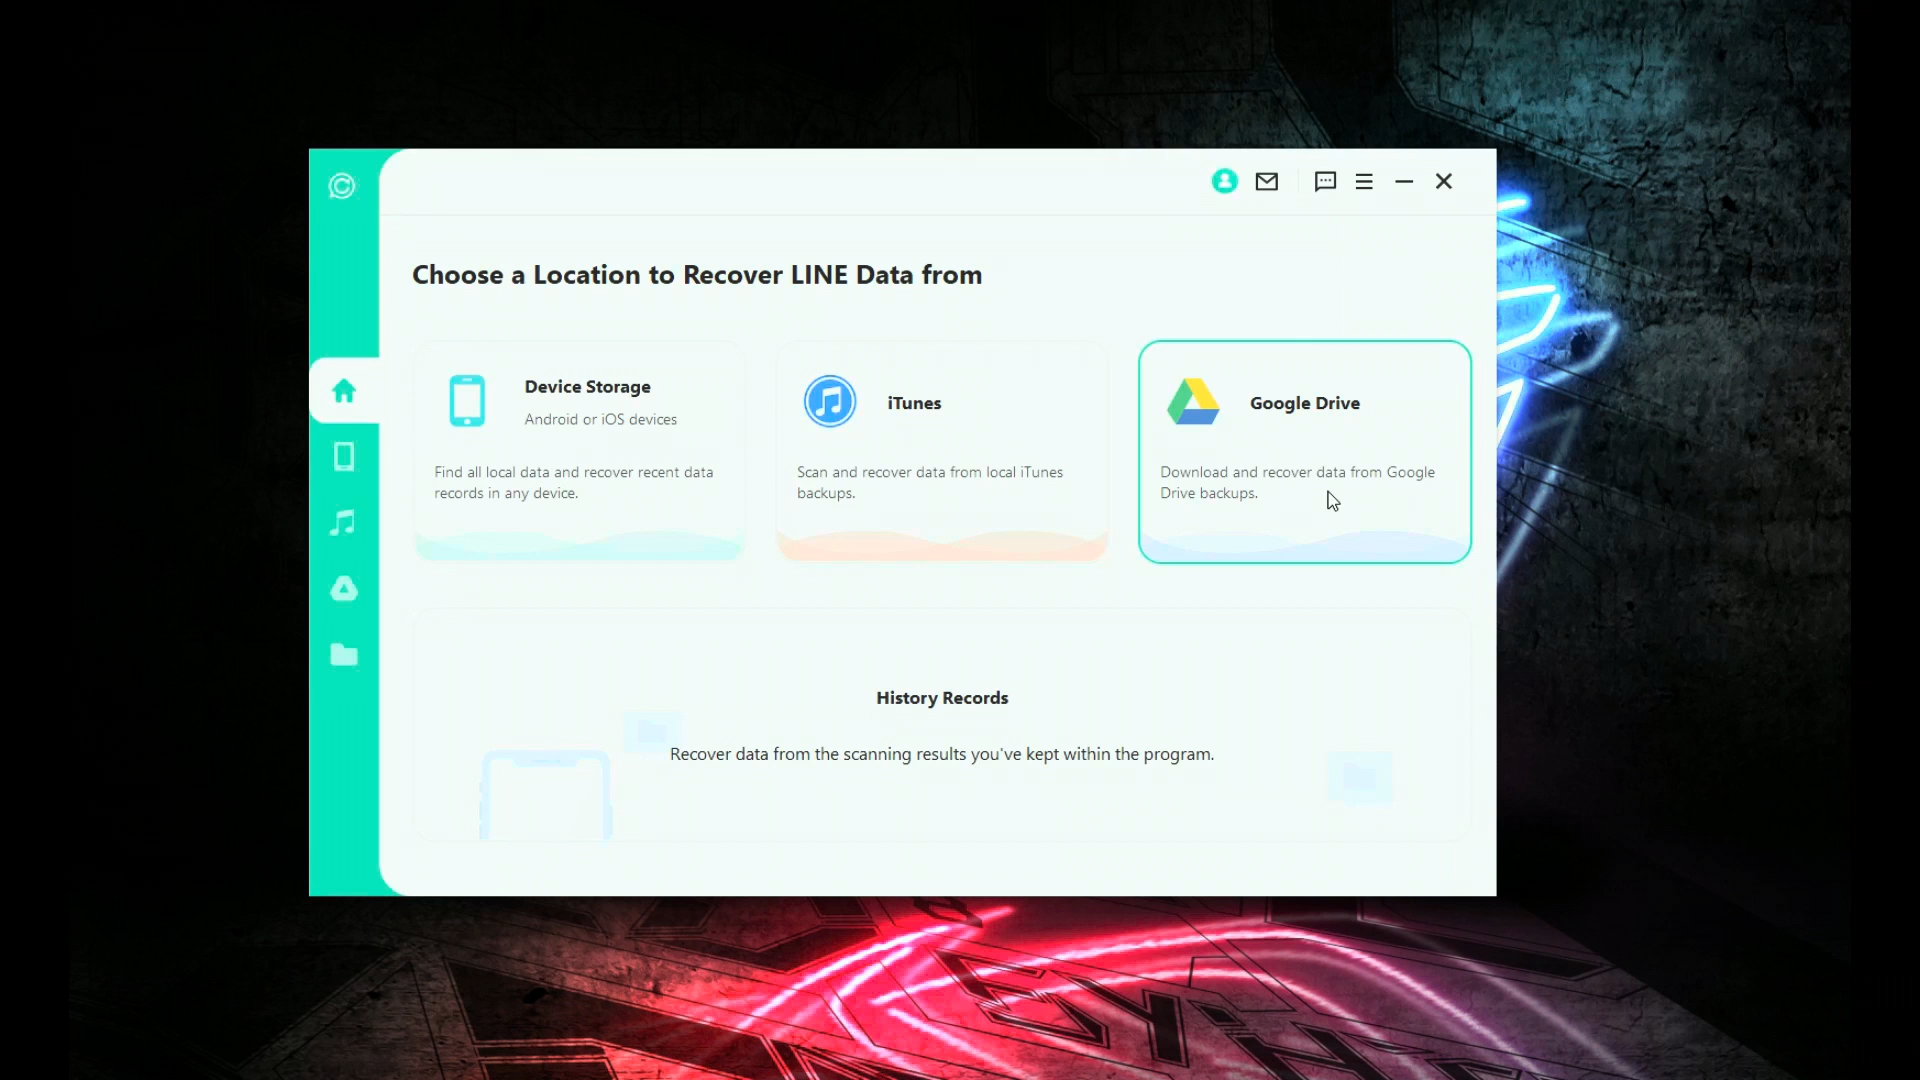 Choose a Location to Recover LINE Data from
Device Storage
Android or iOS devices
Find all local data and recover recent data
records in any device.
iTunes
Scan and recover data from local iTunes
backups.
Google Drive
Download and recover data from Google
Drive backups.
History Records
Recover data from the scanning results you've kept within the program.